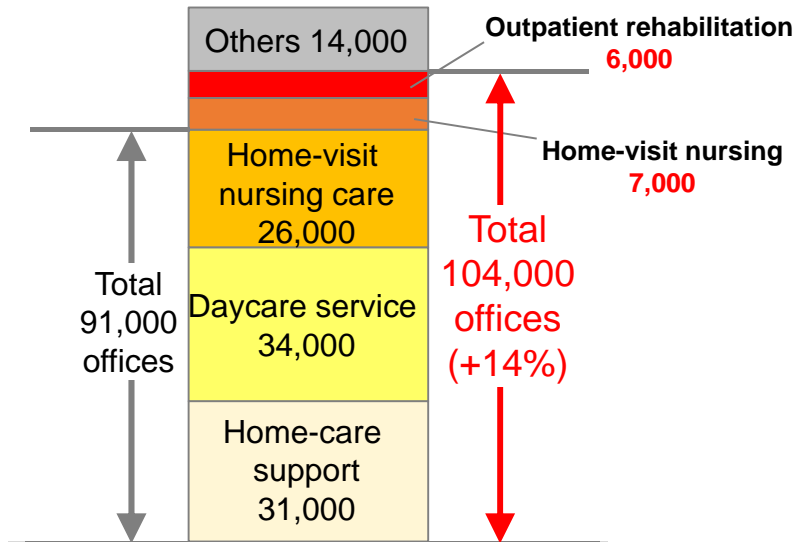 Others 14,000
Outpatient rehabilitation
6,000
Home-visit nursing
7,000
Home-visit
nursing care
26,000
Daycare service
34,000
Home-care
support
31,000
Total
91,000
offices
Total
104,000
offices
(+14%)